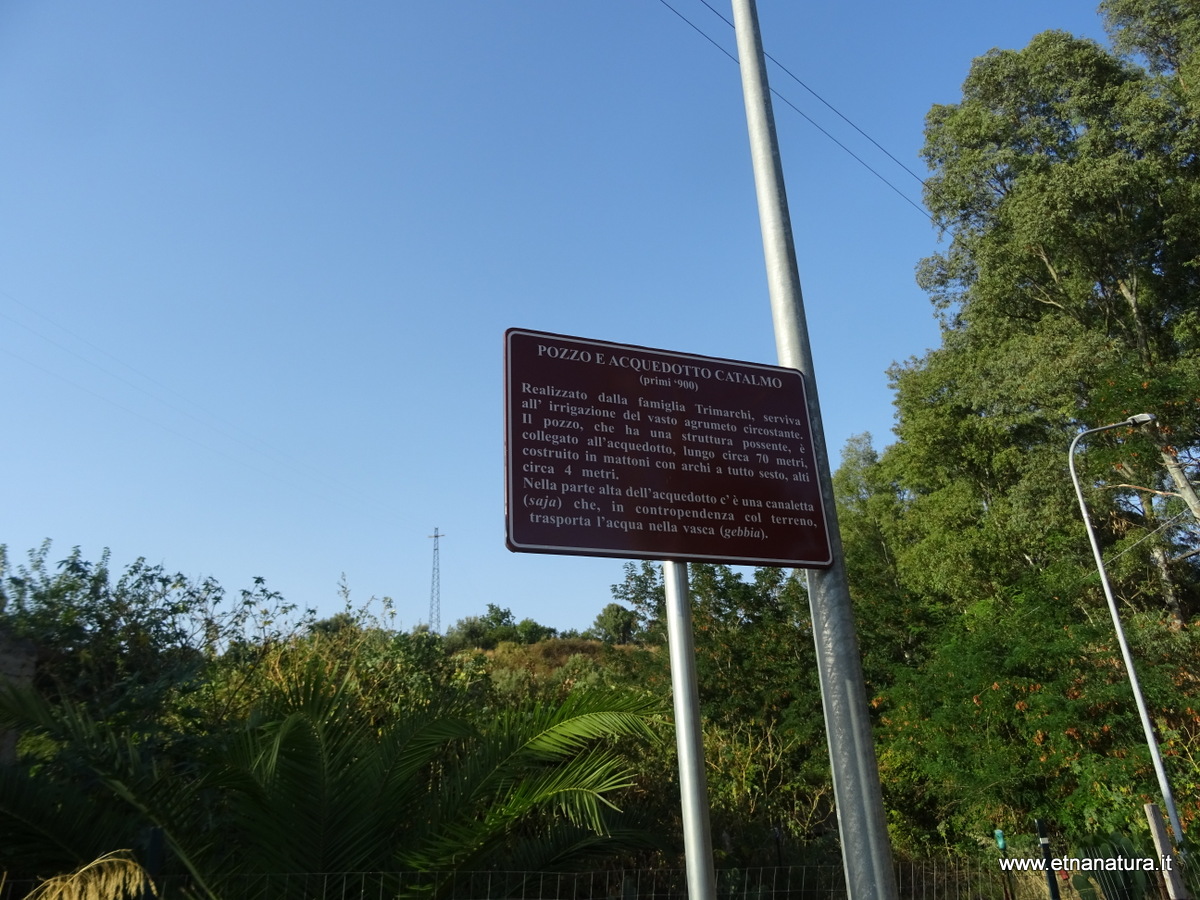 POZZO E ACQUEDOTTO CATALMO
(primi ‘900)
Realizzato dalla famiglia Trimarchi, serviva
all’ irrigazione del vasto agrumeto circostante.
Il pozzo, che ha una struttura possente, è
collegato all’acquedotto, lungo circa 70 metri,
costruito in mattoni con archi a tutto sesto, alti
circa 4 metri.
Nella parte alta dell’acquedotto c’ è una canaletta
(saja) che, in contropendenza col terreno,
trasporta l’acqua nella vasca (gebbia).
www.etnanatura.it